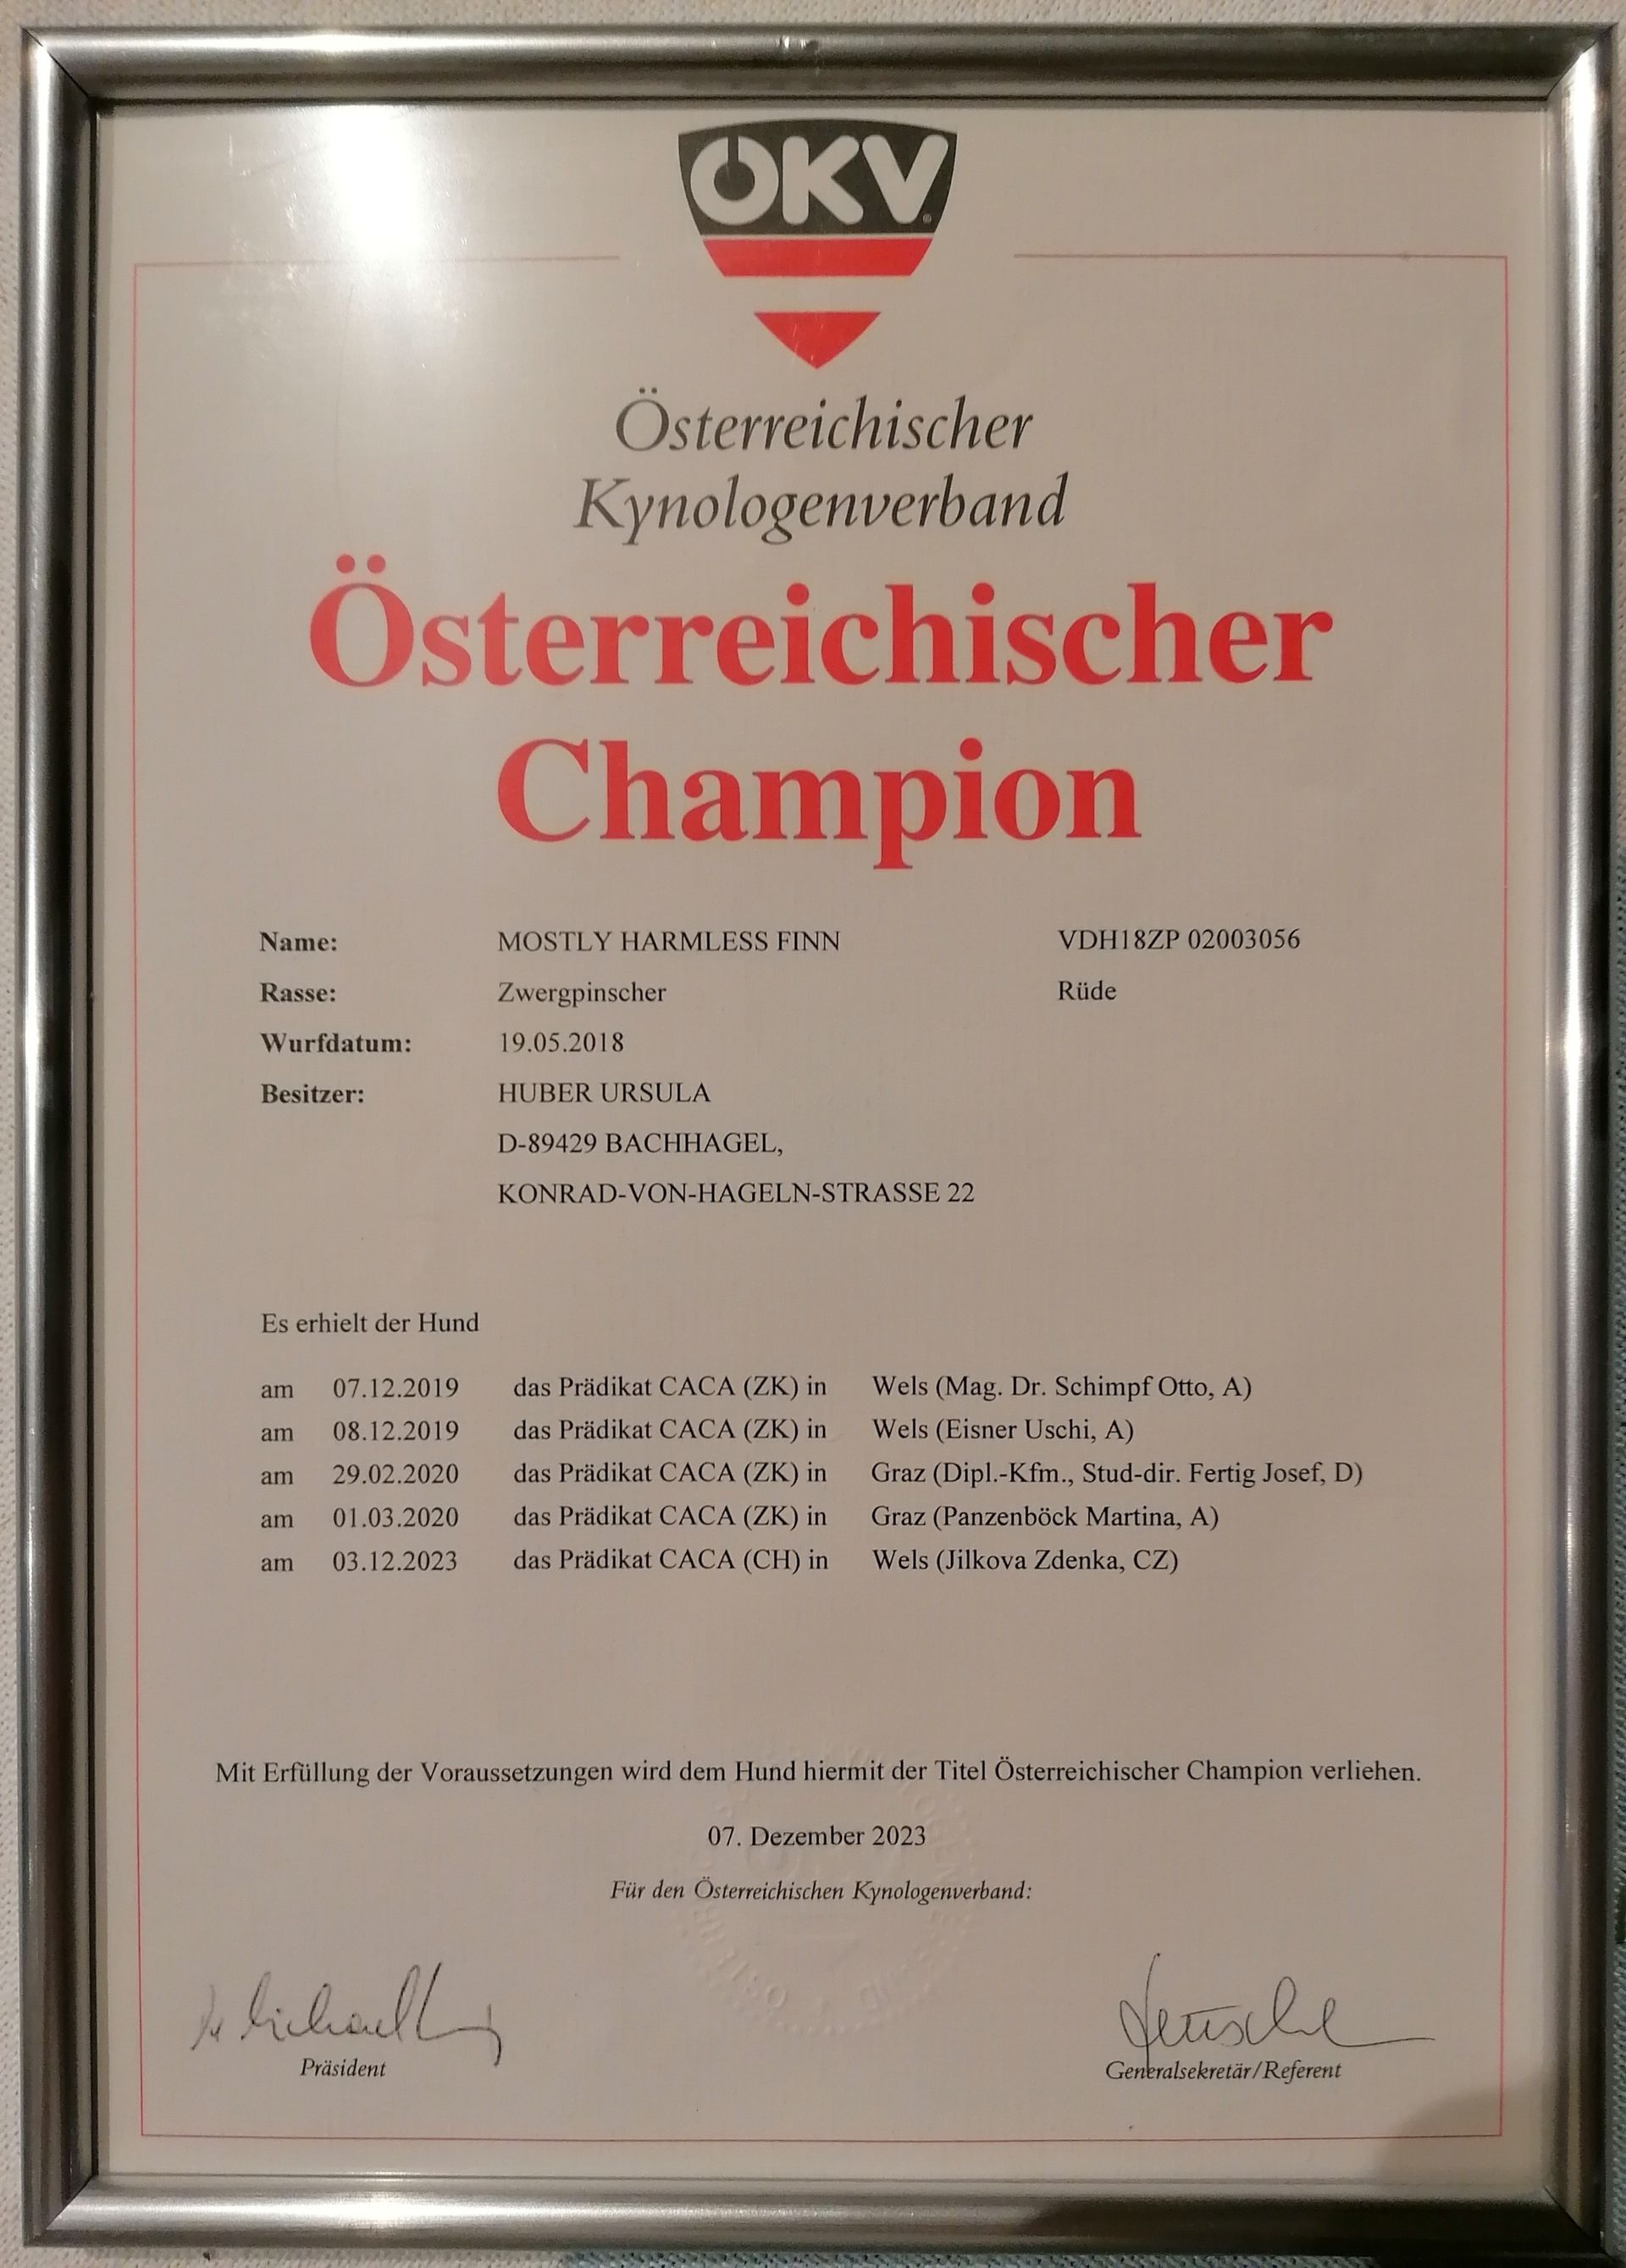 ÖKV®
Österreichischer
Kynologenverband
Österreichischer
Champion
Name: MOSTLY HARMLESS FINN VDH18ZP 02003056
Rasse: Zwergpinscher Rüde
Wurfdatum: 19.05.2018
Besitzer: HUBER URSULA
D-89429 BACHHAGEL,
KONRAD-VON-HAGELN-STRASSE 22
Es erhielt der Hund
am 07.12.2019 das Prädikat CACA (ZK) in Wels (Mag. Dr. Schimpf Otto, A)
am 08.12.2019 das Prädikat CACA (ZK) in Wels (Eisner Uschi, A)
am 29.02.2020 das Prädikat CACA (ZK) in Graz (Dipl.-Kfm., Stud-dir. Fertig Josef, D)
am 01.03.2020 das Prädikat CACA (ZK) in Graz (Panzenböck Martina, A)
am 03.12.2023 das Prädikat CACA (CH) in Wels (Jilkova Zdenka, CZ)
Mit Erfüllung der Voraussetzungen wird dem Hund hiermit der Titel Österreichischer Champion verliehen.
07. Dezember 2023
Für den Österreichischen Kynologenverband:
Präsident
Generalsekretär/Referent